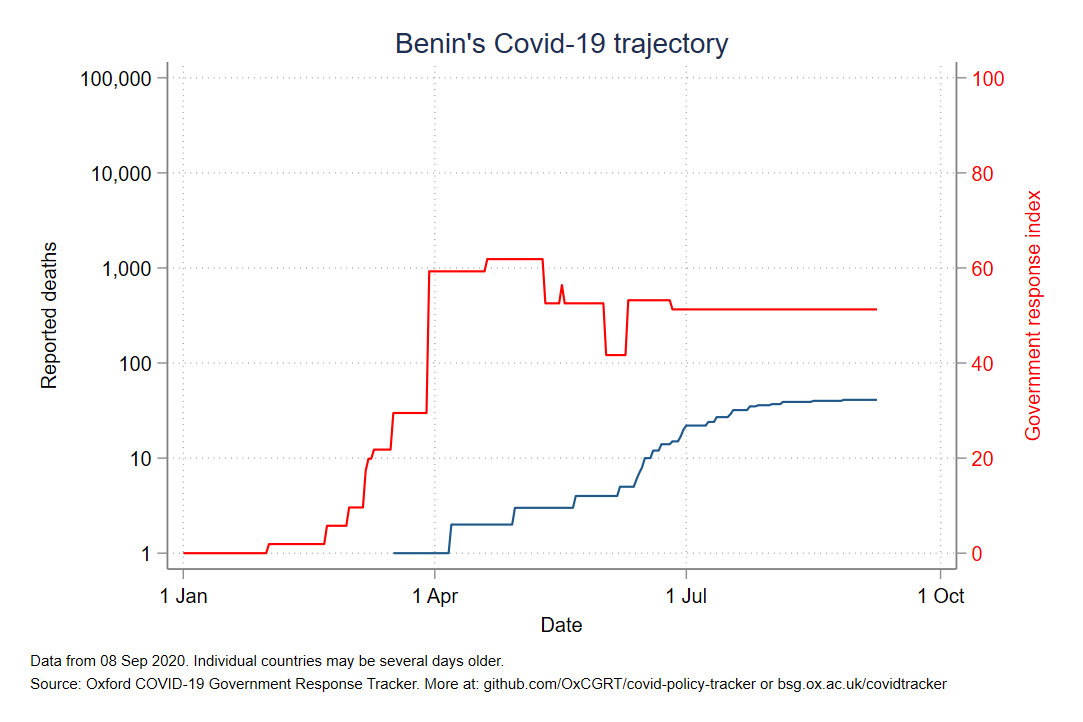 Benin's Covid-19 trajectory
100,000
10,000
1,000
100
10
1
Reported deaths
100
80
60
40
20
0
Government response index
1 Jan
1 Apr
1 Jul
1 Oct
Date
Data from 08 Sep 2020. Individual countries may be several days older.
Source: Oxford COVID-19 Government Response Tracker. More at: github.com/OxCGRT/covid-policy-tracker or bsg.ox.ac.uk/covidtracker